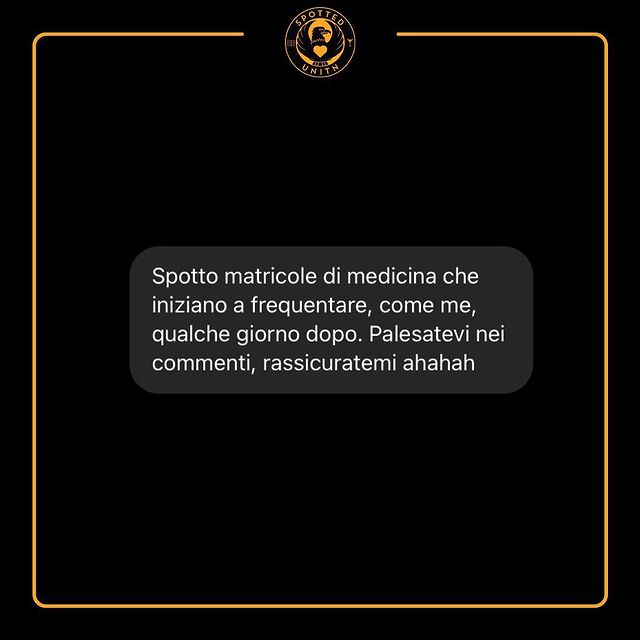 SPOTTED
UNITN
Spotto matricole di medicina che
iniziano a frequentare, come me,
qualche giorno dopo. Palesatevi nei
commenti, rassicuratemi ahahah